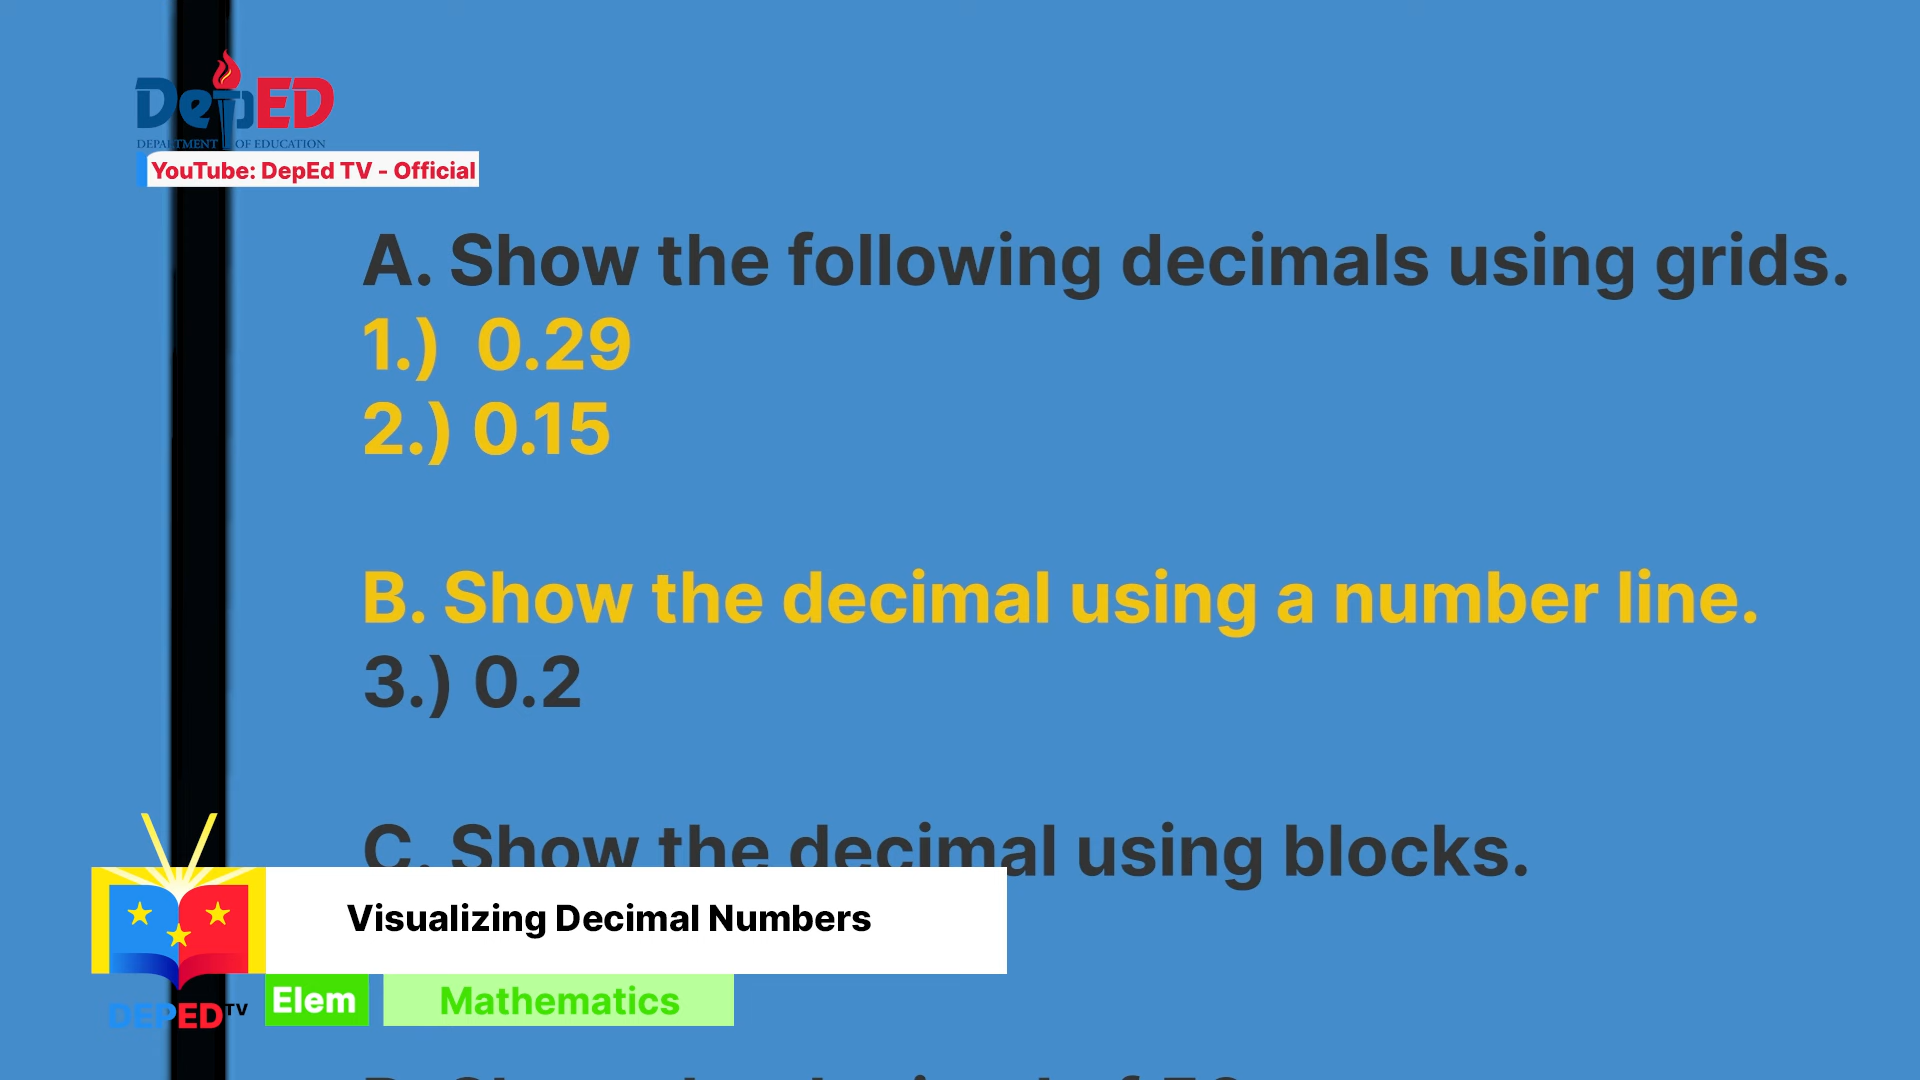 DepED
DEPARTMENT OF EDUCATION
YouTube: DepEd TV - Official
A. Show the following decimals using grids.
1.) 0.29
2.) 0.15
B. Show the decimal using a number line.
3.) 0.2
C. Show the decimal using blocks.
Visualizing Decimal Numbers
Elem Mathematics
DEPED TV